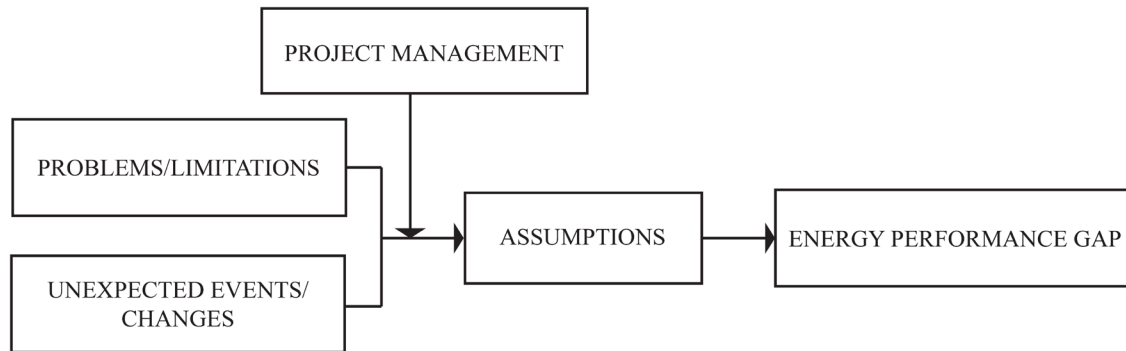 PROJECT MANAGEMENT
PROBLEMS/LIMITATIONS
ASSUMPTIONS
ENERGY PERFORMANCE GAP
UNEXPECTED EVENTS/
CHANGES